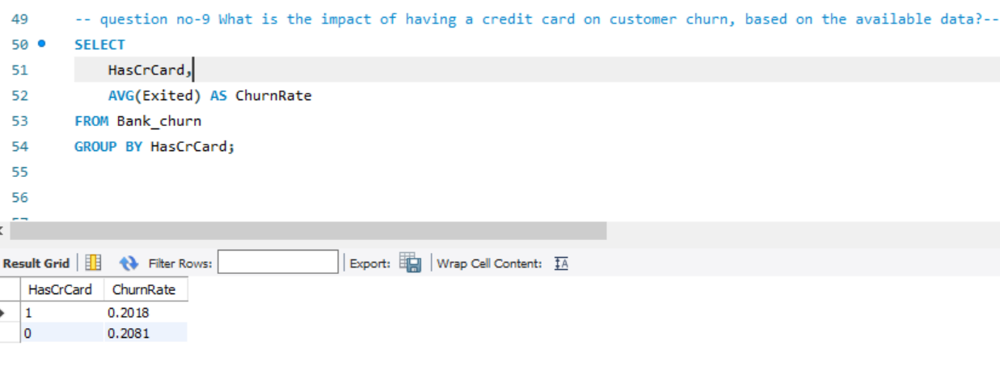 49 -- question no-9 What is the impact of having a credit card on customer churn, based on the available data?--
50 SELECT
51 HasCrCard,
52 AVG(Exited) AS ChurnRate
53 FROM Bank_churn
54 GROUP BY HasCrCard;
55
56
Result Grid Filter Rows: Export: Wrap Cell Content: IA
HasCrCard ChurnRate
1 0.2018
0 0.2081